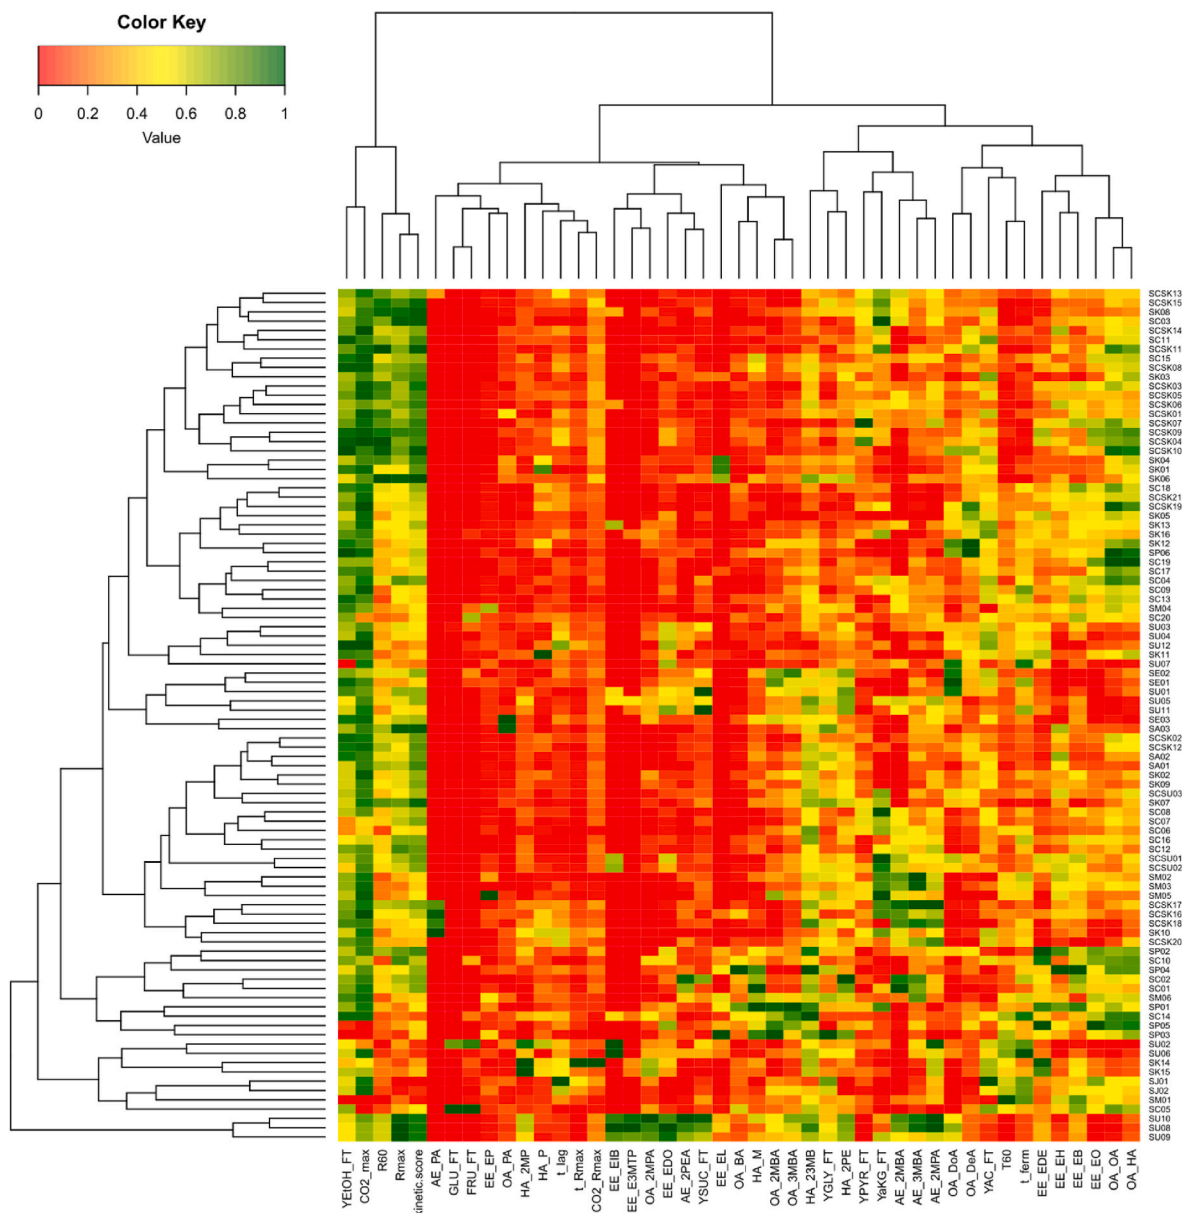 Color Key
0 0.2 0.4 0.6 0.8 1
Value
SCSK13
SCSK15
SK08
SC03
SCSK14
SC11
SCSK11
SC15
SCSK08
SK03
SCSK03
SCSK05
SCSK06
SCSK01
SCSK07
SCSK09
SCSK04
SCSK10
SK04
SK01
SK06
SC18
SCSK21
SCSK19
SK05
SK13
SK16
SK12
SP06
SC19
SC17
SC04
SC09
SC13
SM04
SC20
SU03
SU04
SU12
SK11
SU07
SE02
SE01
SU01
SU05
SU11
SE03
SA03
SCSK02
SCSK12
SA02
SA01
SK02
SK09
SCSU03
SK07
SC08
SC07
SC06
SC16
SC12
SCSU01
SCSU02
SM02
SM03
SM05
SCSK17
SCSK16
SCSK18
SK10
SCSK20
SP02
SC10
SP04
SC02
SC01
SM06
SP01
SC14
SP05
SP03
SU02
SU06
SK14
SK15
SJ01
SJ02
SM01
SC05
SU10
SU08
SU09
YEtOH_FT
CO2_max
R60
Rmax
kinetic.score
AE_PA
GLU_FT
FRU_FT
EE_EP
OA_PA
HA_2MP
HA_P
t_lag
t_Rmax
CO2_Rmax
EE_EIB
EE_E3MTP
OA_2MPA
EE_EDO
AE_2PEA
YSUC_FT
EE_EL
OA_BA
HA_M
OA_2MBA
OA_3MBA
HA_23MB
YGLY_FT
HA_2PE
YPYR_FT
YaKG_FT
AE_2MBA
AE_3MBA
AE_2MPA
OA_DoA
OA_DeA
YAC_FT
T60
t_ferm
EE_EDE
EE_EH
EE_EB
EE_EO
OA_OA
OA_HA